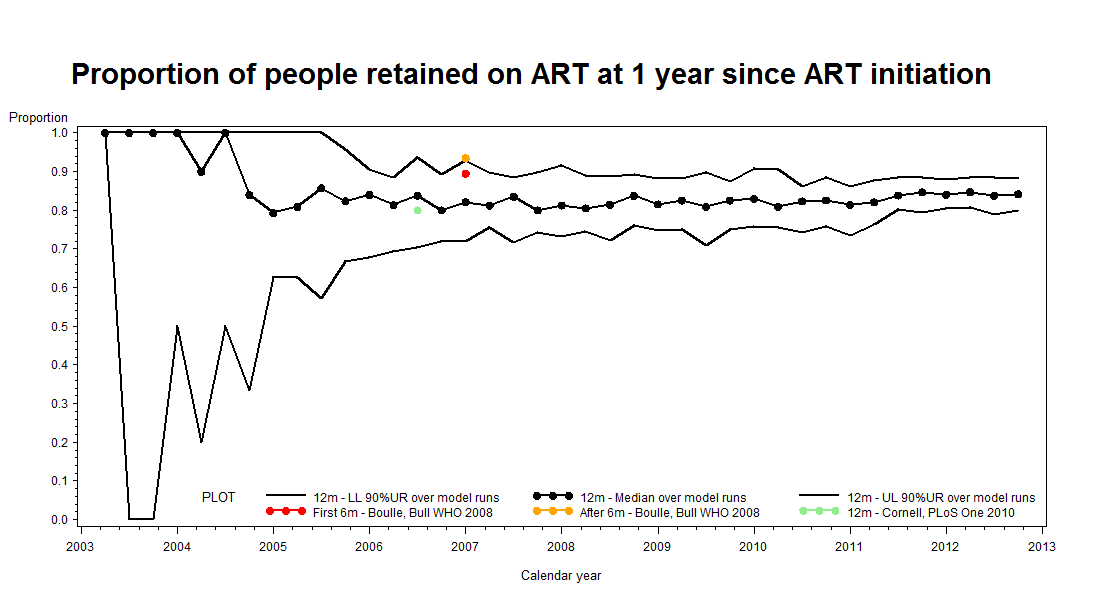 Proportion of people retained on ART at 1 year since ART initiation
Proportion
1.0
0.9
0.8
0.7
0.6
0.5
0.4
0.3
0.2
0.1
0.0
PLOT
12m - LL 90%UR over model runs
12m - Median over model runs
12m - UL 90%UR over model runs
First 6m - Boulle, Bull WHO 2008
After 6m - Boulle, Bull WHO 2008
12m - Cornell, PLoS One 2010
2003 2004 2005 2006 2007 2008 2009 2010 2011 2012 2013
Calendar year